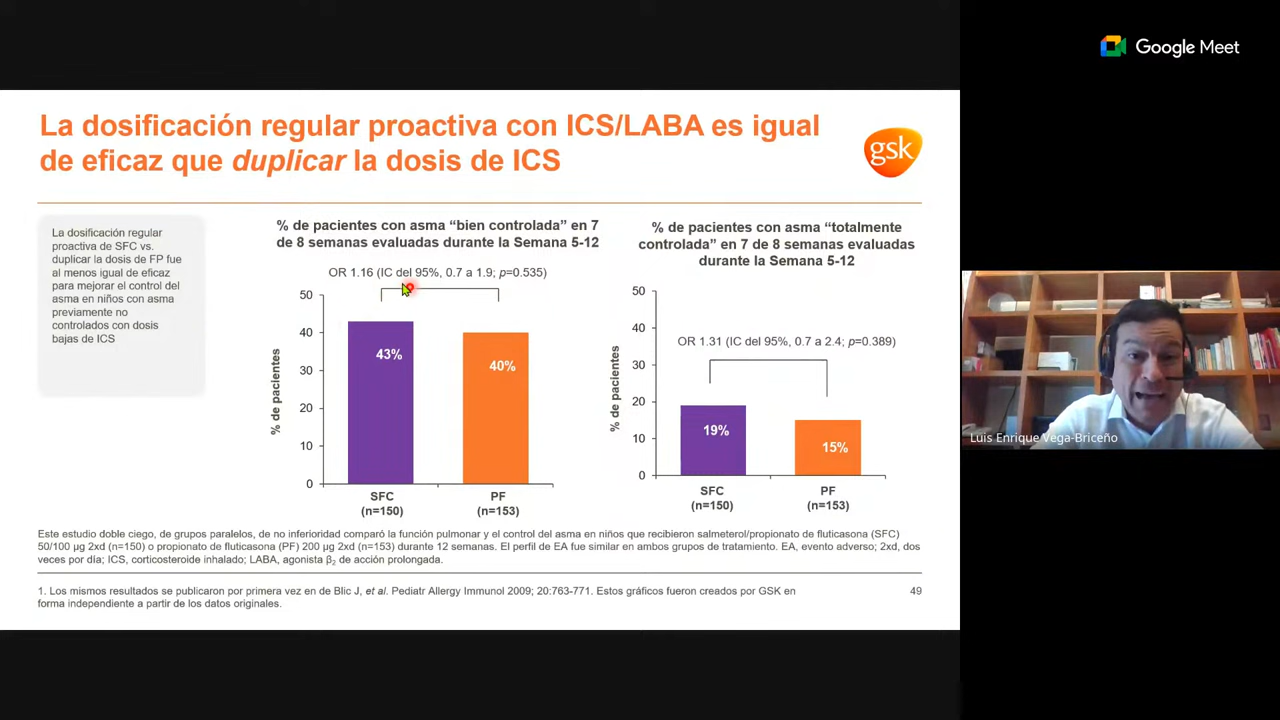 Google Meet
La dosificación regular proactiva con ICS/LABA es igual
de eficaz que duplicar la dosis de ICS
gsk
La dosificación regular
proactiva de SFC vs.
duplicar la dosis de FP fue
al menos igual de eficaz
para mejorar el control del
asma en niños con asma
previamente no
controlados con dosis
bajas de ICS
% de pacientes con asma “bien controlada” en 7
de 8 semanas evaluadas durante la Semana 5-12
OR 1.16 (IC del 95%, 0.7 a 1.9; p=0.535)
% de pacientes
50
40
30
20
10
0
43%
40%
SFC
(n=150)
PF
(n=153)
% de pacientes con asma “totalmente
controlada” en 7 de 8 semanas evaluadas
durante la Semana 5-12
OR 1.31 (IC del 95%, 0.7 a 2.4; p=0.389)
% de pacientes
50
40
30
20
10
0
19%
15%
SFC
(n=150)
PF
(n=153)
Luis Enrique Vega-Briceño
Este estudio doble ciego, de grupos paralelos, de no inferioridad comparó la función pulmonar y el control del asma en niños que recibieron salmeterol/propionato de fluticasona (SFC)
50/100 µg 2xd (n=150) o propionato de fluticasona (PF) 200 µg 2xd (n=153) durante 12 semanas. El perfil de EA fue similar en ambos grupos de tratamiento. EA, evento adverso; 2xd, dos
veces por día; ICS, corticosteroide inhalado; LABA, agonista β2 de acción prolongada.
1. Los mismos resultados se publicaron por primera vez en de Blic J, et al. Pediatr Allergy Immunol 2009; 20:763-771. Estos gráficos fueron creados por GSK en
forma independiente a partir de los datos originales.
49